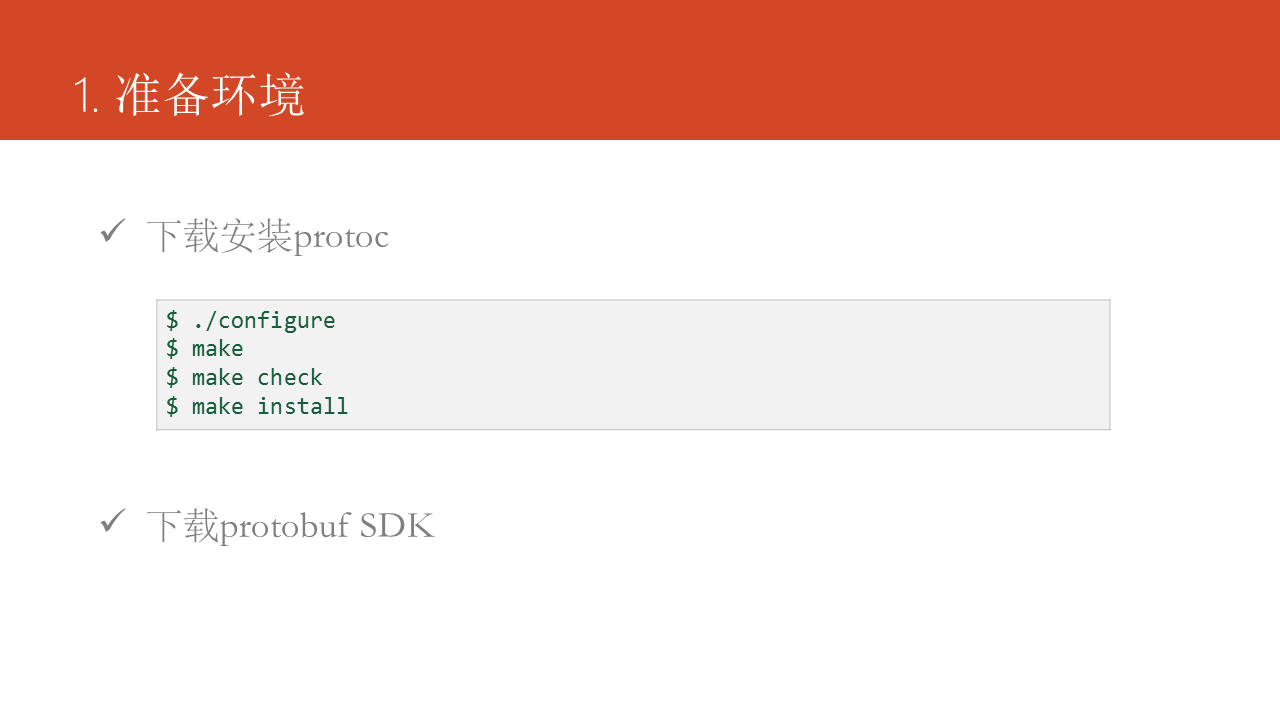 1. 准备环境
✓ 下载安装protoc
$ ./configure
$ make
$ make check
$ make install
✓ 下载protobuf SDK